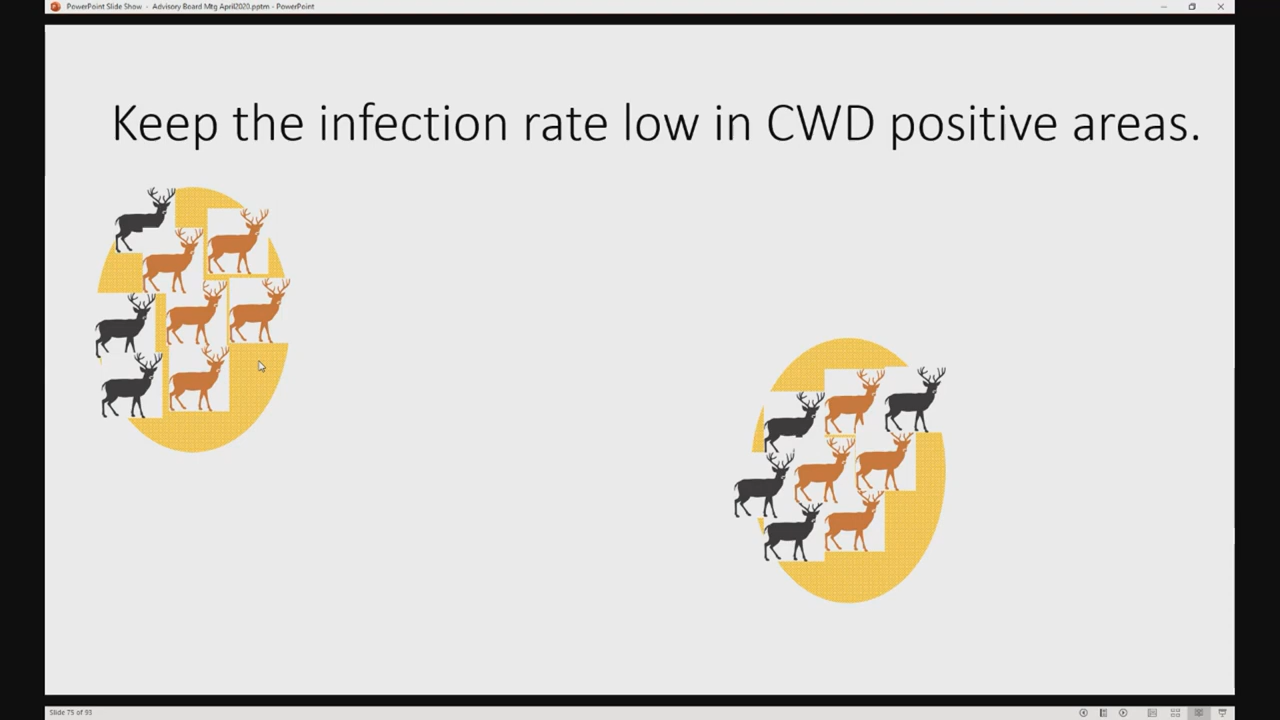 PowerPoint Slide Show - Advisory Board Mtg April2020.pptm - PowerPoint
Keep the infection rate low in CWD positive areas.
Slide 75 of 93